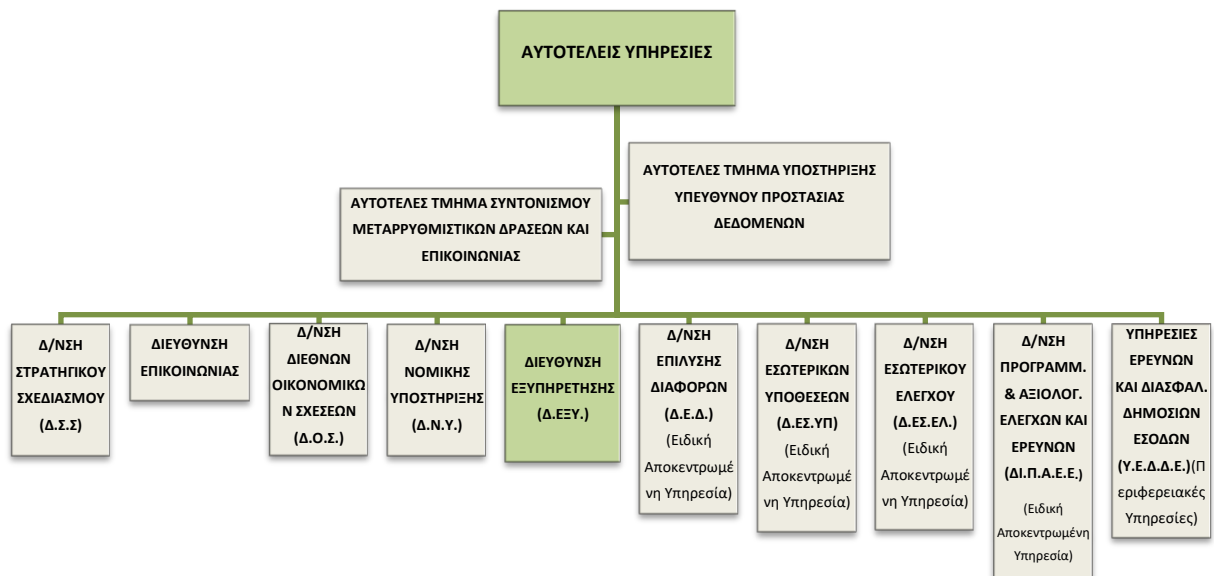 ΑΥΤΟΤΕΛΕΙΣ ΥΠΗΡΕΣΙΕΣ
ΑΥΤΟΤΕΛΕΣ ΤΜΗΜΑ ΥΠΟΣΤΗΡΙΞΗΣ
ΥΠΕΥΘΥΝΟΥ ΠΡΟΣΤΑΣΙΑΣ
ΔΕΔΟΜΕΝΩΝ
ΑΥΤΟΤΕΛΕΣ ΤΜΗΜΑ ΣΥΝΤΟΝΙΣΜΟΥ
ΜΕΤΑΡΡΥΘΜΙΣΤΙΚΩΝ ΔΡΑΣΕΩΝ ΚΑΙ
ΕΠΙΚΟΙΝΩΝΙΑΣ
Δ/ΝΣΗ
ΣΤΡΑΤΗΓΙΚΟΥ
ΣΧΕΔΙΑΣΜΟΥ
(Δ.Σ.Σ)
ΔΙΕΥΘΥΝΣΗ
ΕΠΙΚΟΙΝΩΝΙΑΣ
Δ/ΝΣΗ
ΔΙΕΘΝΩΝ
ΟΙΚΟΝΟΜΙΚΩ
Ν ΣΧΕΣΕΩΝ
(Δ.Ο.Σ.)
Δ/ΝΣΗ
ΝΟΜΙΚΗΣ
ΥΠΟΣΤΗΡΙΞΗΣ
(Δ.Ν.Υ.)
ΔΙΕΥΘΥΝΣΗ
ΕΞΥΠΗΡΕΤΗΣΗΣ
(Δ.ΕΞΥ.)
Δ/ΝΣΗ
ΕΠΙΛΥΣΗΣ
ΔΙΑΦΟΡΩΝ
(Δ.Ε.Δ.)
(Ειδική
Αποκεντρωμέ
νη Υπηρεσία)
Δ/ΝΣΗ
ΕΣΩΤΕΡΙΚΩΝ
ΥΠΟΘΕΣΕΩΝ
(Δ.ΕΣ.ΥΠ)
(Ειδική
Αποκεντρωμέ
νη Υπηρεσία)
Δ/ΝΣΗ
ΕΣΩΤΕΡΙΚΟΥ
ΕΛΕΓΧΟΥ
(Δ.ΕΣ.ΕΛ.)
(Ειδική
Αποκεντρωμέ
νη Υπηρεσία)
Δ/ΝΣΗ
ΠΡΟΓΡΑΜΜ.
& ΑΞΙΟΛΟΓ.
ΕΛΕΓΧΩΝ ΚΑΙ
ΕΡΕΥΝΩΝ
(ΔΙ.Π.Α.Ε.Ε.)
(Ειδική
Αποκεντρωμένη
Υπηρεσία)
ΥΠΗΡΕΣΙΕΣ
ΕΡΕΥΝΩΝ
ΚΑΙ ΔΙΑΣΦΑΛ.
ΔΗΜΟΣΙΩΝ
ΕΣΟΔΩΝ
(Υ.Ε.Δ.Δ.Ε.)(Π
εριφερειακές
Υπηρεσίες)